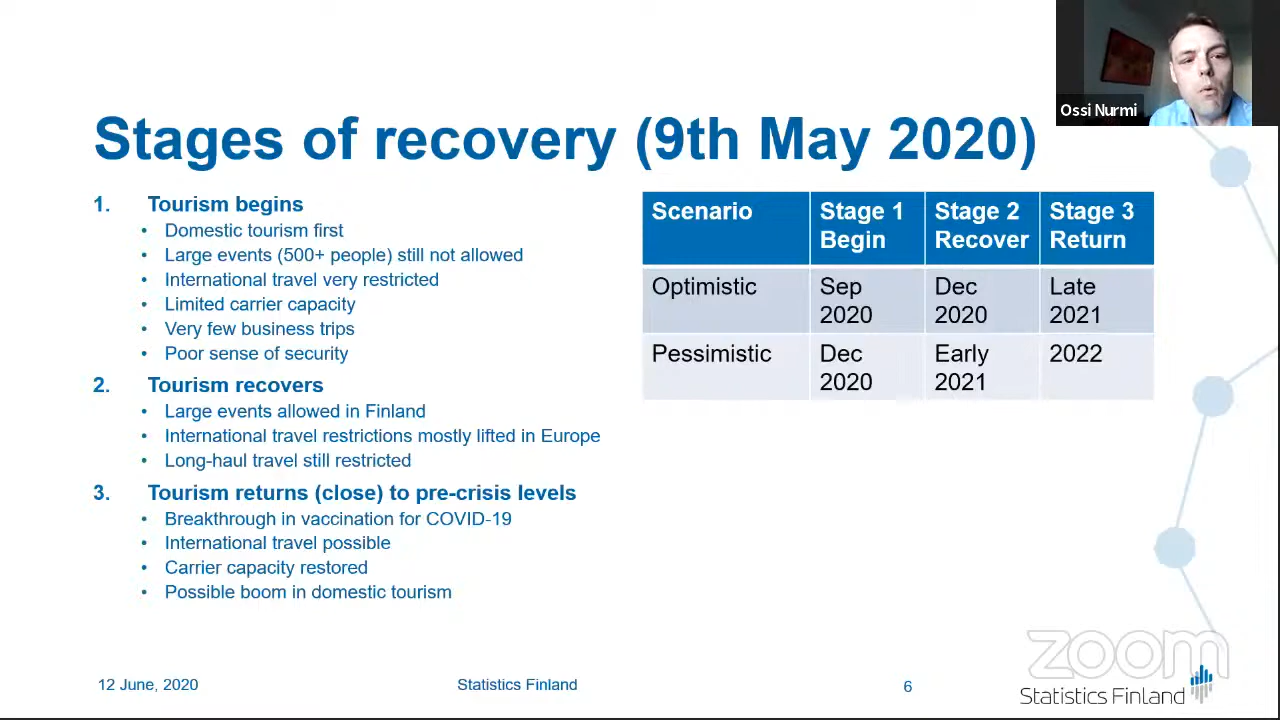 Ossi Nurmi
Stages of recovery (9th May 2020)
1. Tourism begins
• Domestic tourism first
• Large events (500+ people) still not allowed
• International travel very restricted
• Limited carrier capacity
• Very few business trips
• Poor sense of security
2. Tourism recovers
• Large events allowed in Finland
• International travel restrictions mostly lifted in Europe
• Long-haul travel still restricted
3. Tourism returns (close) to pre-crisis levels
• Breakthrough in vaccination for COVID-19
• International travel possible
• Carrier capacity restored
• Possible boom in domestic tourism
Scenario Stage 1 Stage 2 Stage 3
Begin Recover Return
Optimistic Sep Dec Late
2020 2020 2021
Pessimistic Dec Early 2022
2020 2021
12 June, 2020 Statistics Finland 6
zoom
Statistics Finland